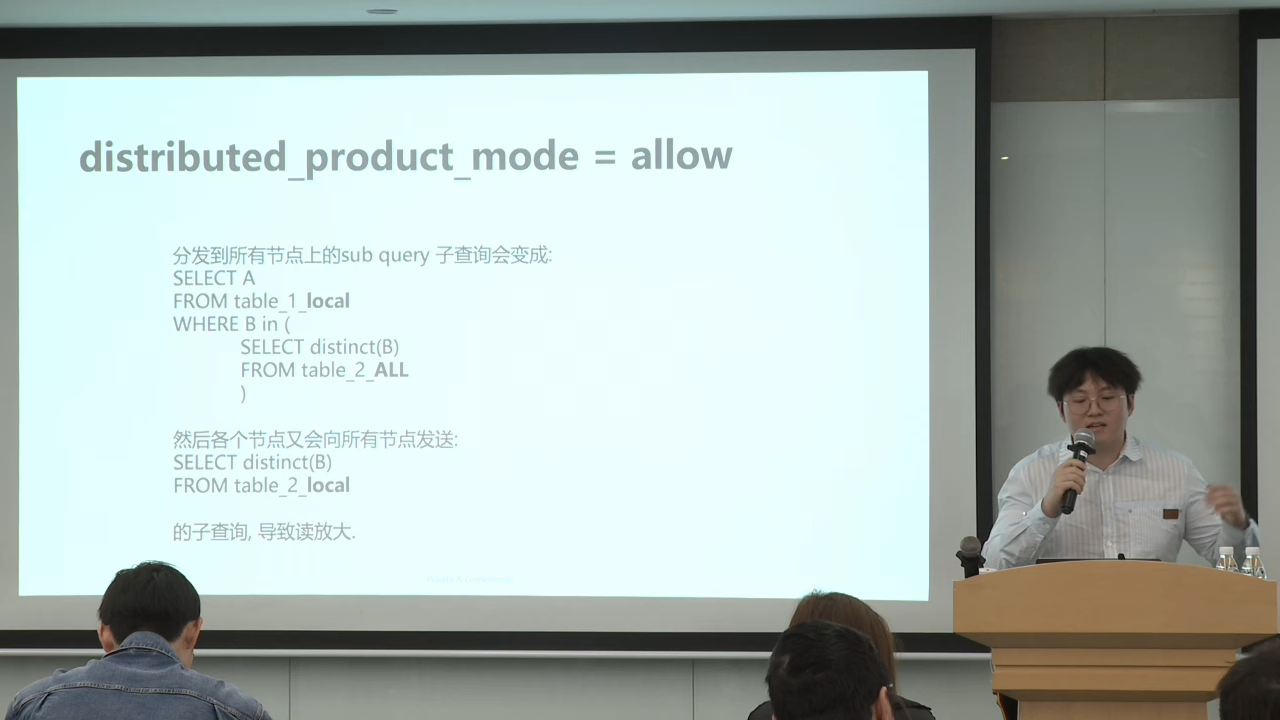 distributed_product_mode = allow
分发到所有节点上的sub query 子查询会变成:
SELECT A
FROM table_1_local
WHERE B in (
SELECT distinct(B)
FROM table_2_ALL
)
然后各个节点又会向所有节点发送:
SELECT distinct(B)
FROM table_2_local
的子查询, 导致读放大.